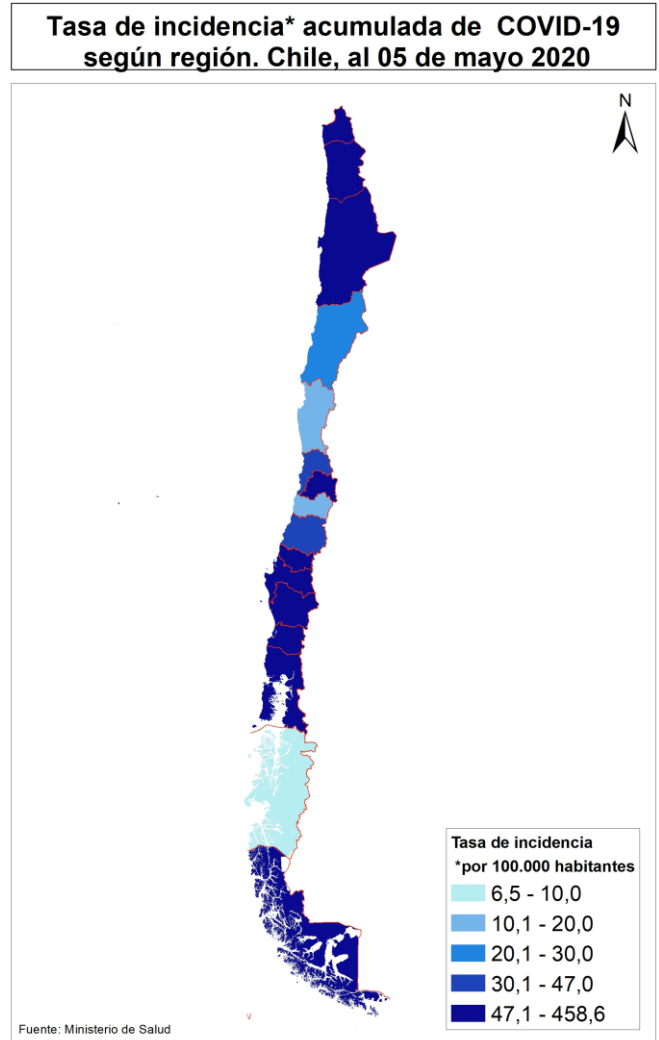 Tasa de incidencia* acumulada de COVID-19
según región. Chile, al 05 de mayo 2020
N
Tasa de incidencia
*por 100.000 habitantes
6,5 - 10,0
10,1 - 20,0
20,1 - 30,0
30,1 - 47,0
47,1 - 458,6
Fuente: Ministerio de Salud